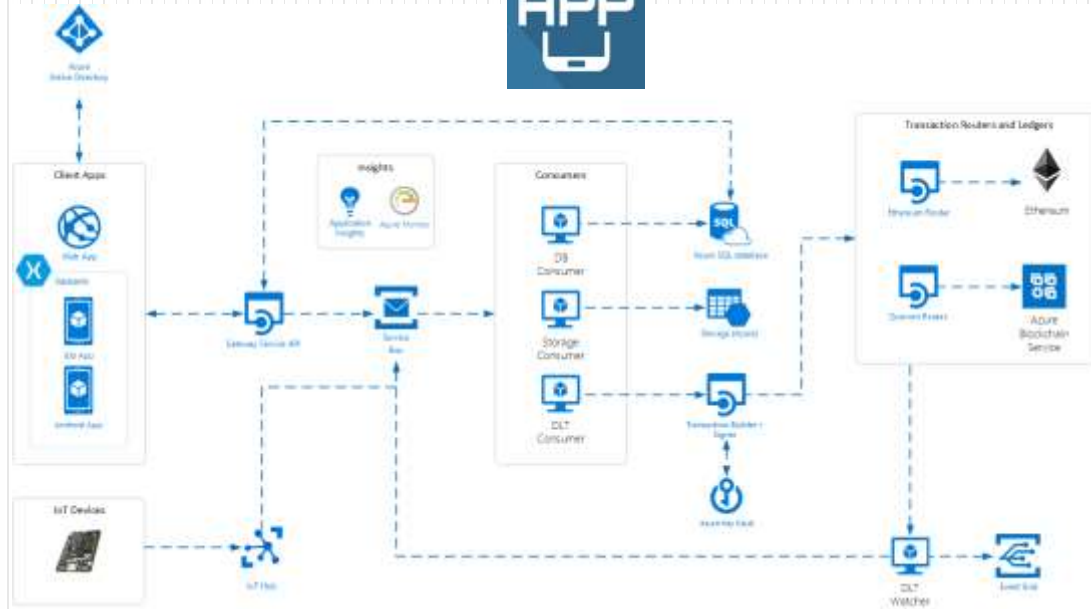 APP
Azure
Active Directory
Client Apps
Web App
Xamarin
iOS App
Android App
IoT Devices
IoT Hub
Gateway Service API
Insights
Application
Insights
Azure Monitor
Service
Bus
Consumers
DB
Consumer
Storage
Consumer
DLT
Consumer
SQL
Azure SQL Database
Storage
Transaction Builder +
Signer
Azure Key Vault
Transaction Routers and Ledgers
Ethereum Router
Ethereum
Quorum Router
Azure
Blockchain
Service
DLT
Watcher
Event Grid